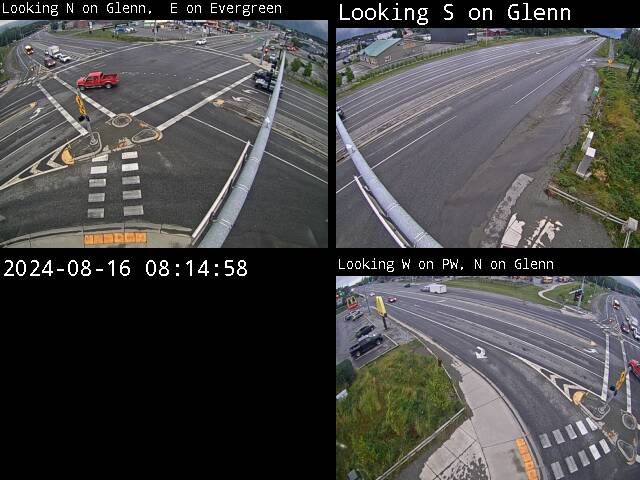 Looking N on Glenn, E on Evergreen
Looking S on Glenn
2024-08-16 08:14:58
Looking W on PW, N on Glenn